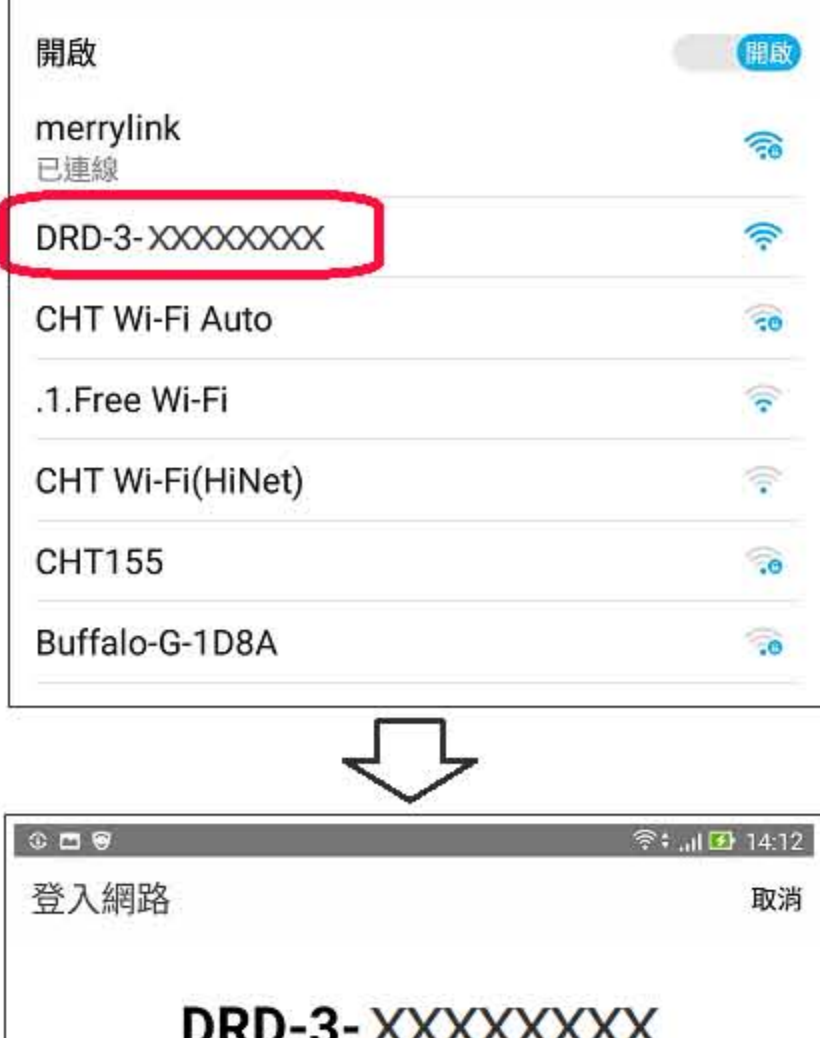 開啟 開啟
merrylink
已連線
DRD-3-XXXXXXXX
CHT Wi-Fi Auto
.1.Free Wi-Fi
CHT Wi-Fi(HiNet)
CHT155
Buffalo-G-1D8A
14:12
登入網路 取消
DRD-3-XXXXXXXX